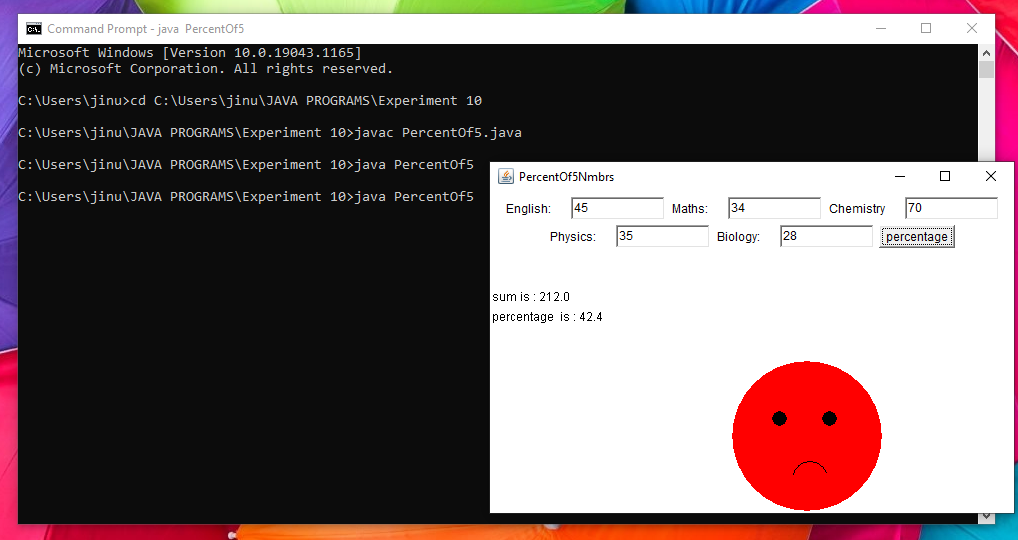 Command Prompt - java  PercentOf5
Microsoft Windows [Version 10.0.19043.1165]
(c) Microsoft Corporation. All rights reserved.
C:\Users\jinu>cd C:\Users\jinu\JAVA PROGRAMS\Experiment 10
C:\Users\jinu\JAVA PROGRAMS\Experiment 10>javac PercentOf5.java
C:\Users\jinu\JAVA PROGRAMS\Experiment 10>java PercentOf5
C:\Users\jinu\JAVA PROGRAMS\Experiment 10>java PercentOf5
PercentOf5Nmbrs
English: 45 Maths: 34 Chemistry 70
Physics: 35 Biology: 28 percentage
sum is : 212.0
percentage  is : 42.4